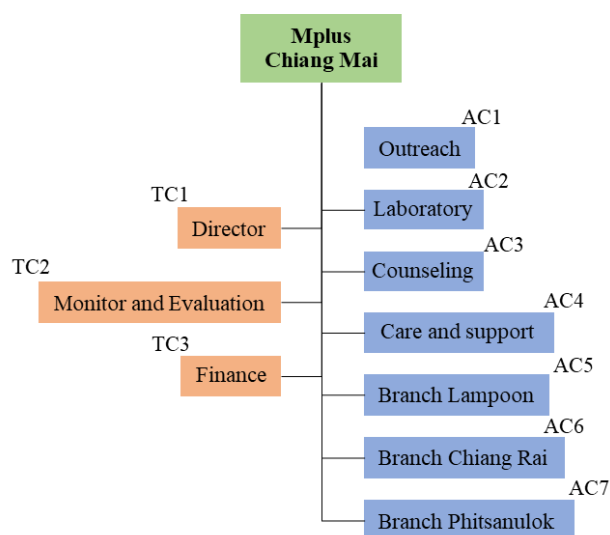 Mplus
Chiang Mai
AC1
Outreach
AC2
Laboratory
TC1
Director
AC3
Counseling
TC2
Monitor and Evaluation
AC4
Care and support
TC3
Finance
AC5
Branch Lampoon
AC6
Branch Chiang Rai
AC7
Branch Phitsanulok